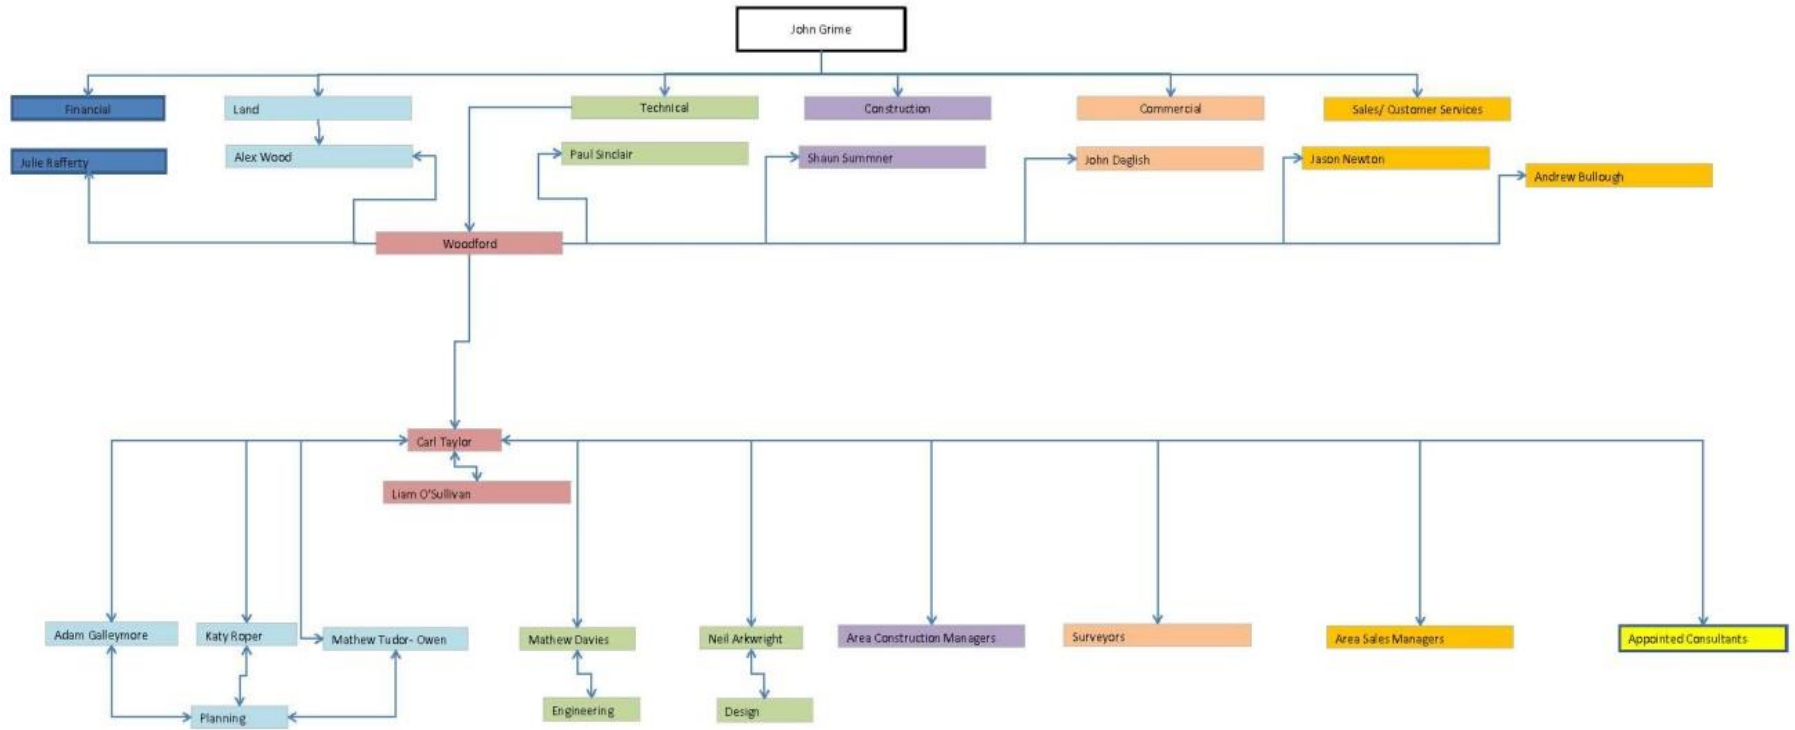 John Grime
Financial
Land
Technical
Construction
Commercial
Sales/ Customer Services
Julie Rafferty
Alex Wood
Paul Sinclair
Shaun Summner
John Daglish
Jason Newton
Andrew Bullough
Woodford
Carl Taylor
Liam O'Sullivan
Adam Galleymore
Katy Roper
Mathew Tudor- Owen
Mathew Davies
Neil Arkwright
Area Construction Managers
Surveyors
Area Sales Managers
Appointed Consultants
Planning
Engineering
Design